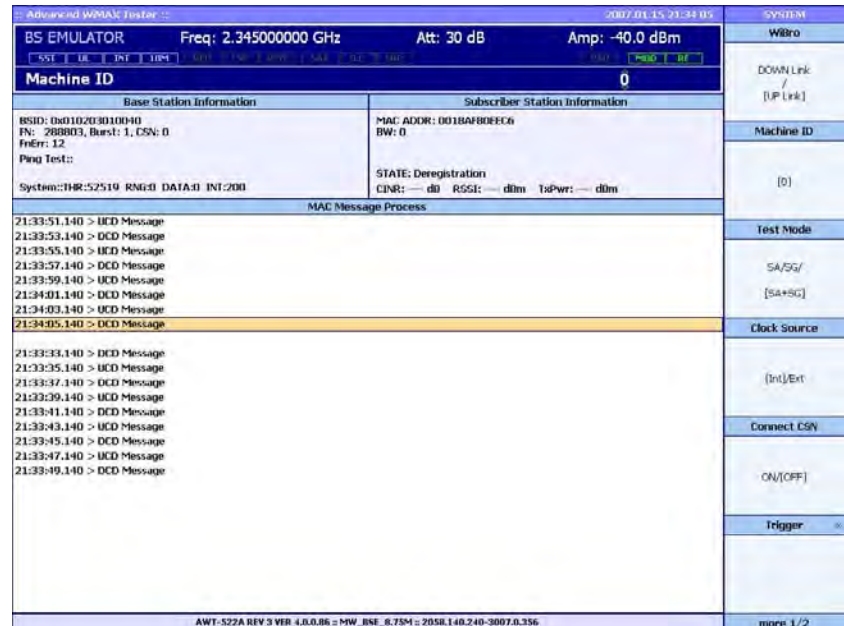 :: Advanced WiMAX Tester :: 2007.01.15 21:34:05
BS EMULATOR Freq: 2.345000000 GHz Att: 30 dB Amp: -40.0 dBm
SST UL INT 10M MOD RF
Machine ID 0
Base Station Information Subscriber Station Information
BSID: 0x010203010040 MAC ADDR: 001BAFB0EEC6
FN: 288803, Burst: 1, CSN: 0 BW: 0
FnErr: 12
Ping Test::
STATE: Deregistration
System::THR:52519 RNG:0 DATA:0 INT:200 CINR: --- dB RSSI: --- dBm TxPwr: --- dBm
MAC Message Process
21:33:51.140 > UCD Message
21:33:53.140 > DCD Message
21:33:55.140 > UCD Message
21:33:57.140 > DCD Message
21:33:59.140 > UCD Message
21:34:01.140 > DCD Message
21:34:03.140 > UCD Message
21:34:05.140 > DCD Message
21:33:33.140 > DCD Message
21:33:35.140 > UCD Message
21:33:37.140 > DCD Message
21:33:39.140 > UCD Message
21:33:41.140 > DCD Message
21:33:43.140 > UCD Message
21:33:45.140 > DCD Message
21:33:47.140 > UCD Message
21:33:49.140 > DCD Message
AWT-522A REV 3 VER 4.0.0.86 :: MW_BSE_8.75M :: 2058.140.240-3007.0.356
SYSTEM
WiBro
DOWN Link
/
[UP Link]
Machine ID
[0]
Test Mode
SA/SG/
[SA+SG]
Clock Source
[Int]/Ext
Connect CSN
ON/[OFF]
Trigger
more 1/2